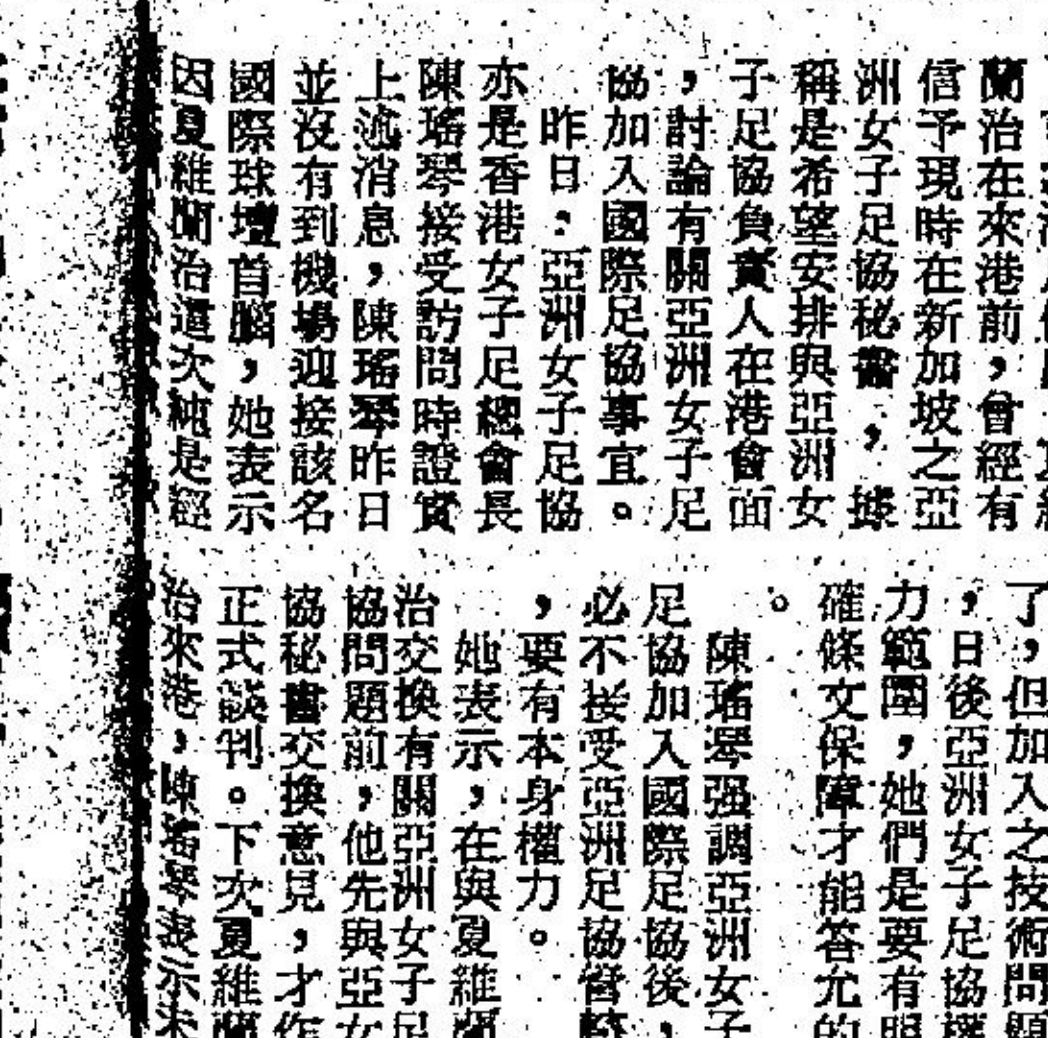 蘭治在來港前，曾經有
信予現時在新加坡之亞
洲女子足協秘書，據
稱是希望安排與亞洲女
子足協負責人在港會面
，討論有關亞洲女子足
協加入國際足協事宜。
昨日：亞洲女子足協
亦是香港女子足總會長
陳瑤琴接受訪問時證實
上述消息，陳瑤琴昨日
並沒有到機場迎接該名
國際球壇首腦，她表示
因夏維蘭治這次純是經
了，但加入之技術問題
，日後亞洲女子足協權
力範圍，她們是要有明
確條文保障才能答允的
。
陳瑤琴强調亞洲女子
足協加入國際足協後，
必不接受亞洲足協管轄
，要有本身權力。
她表示，在與夏維蘭
治交換有關亞洲女子足
協問題前，他先與亞女
協秘書交換意見，才作
正式談判。下次夏維蘭
治來港，陳瑤琴表示未